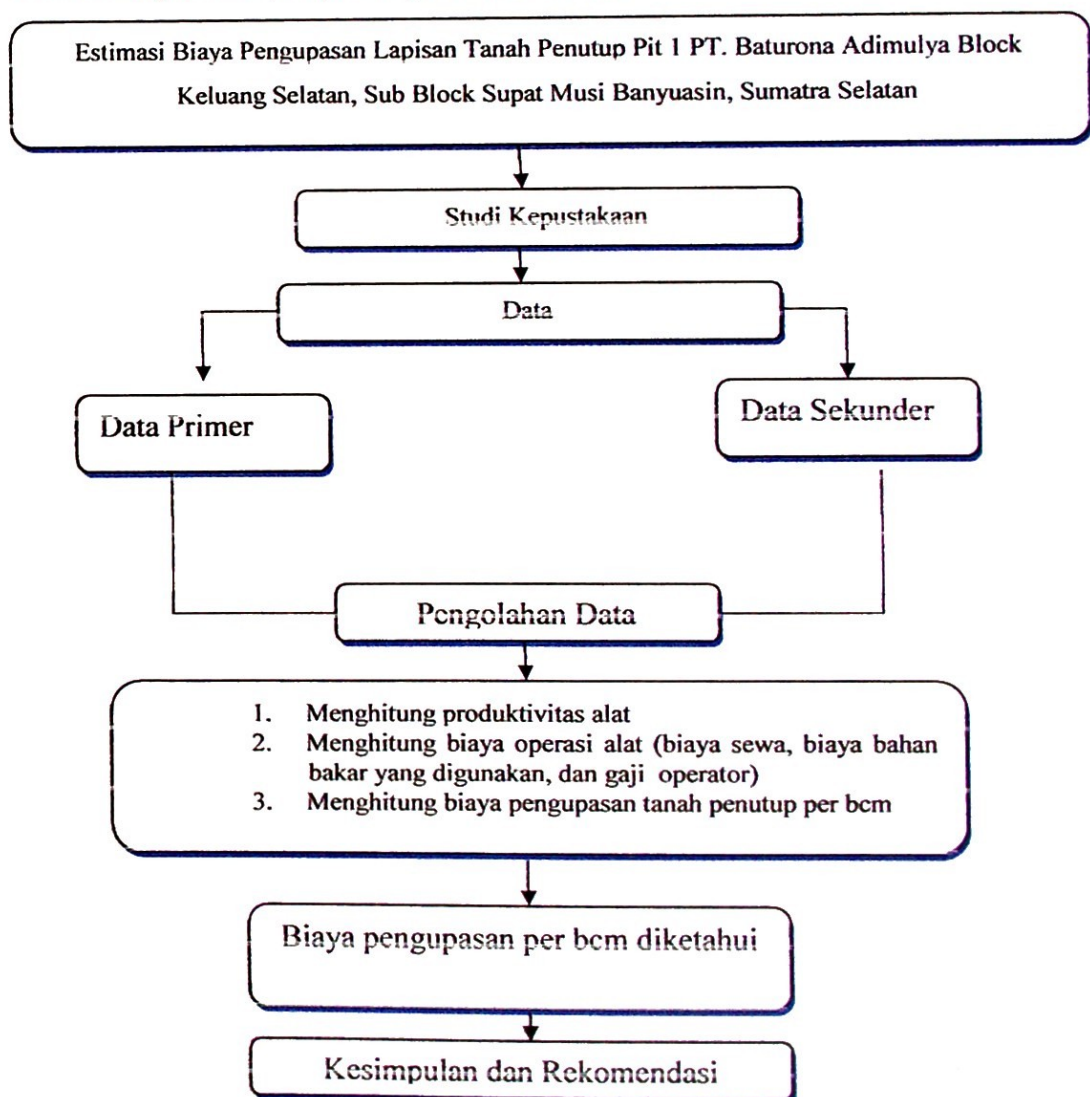 Estimasi Biaya Pengupasan Lapisan Tanah Penutup Pit 1 PT. Baturona Adimulya Block
Keluang Selatan, Sub Block Supat Musi Banyuasin, Sumatra Selatan
Studi Kepustakaan
Data
Data Primer
Data Sekunder
Pengolahan Data
1. Menghitung produktivitas alat
2. Menghitung biaya operasi alat (biaya sewa, biaya bahan
bakar yang digunakan, dan gaji operator)
3. Menghitung biaya pengupasan tanah penutup per bcm
Biaya pengupasan per bcm diketahui
Kesimpulan dan Rekomendasi